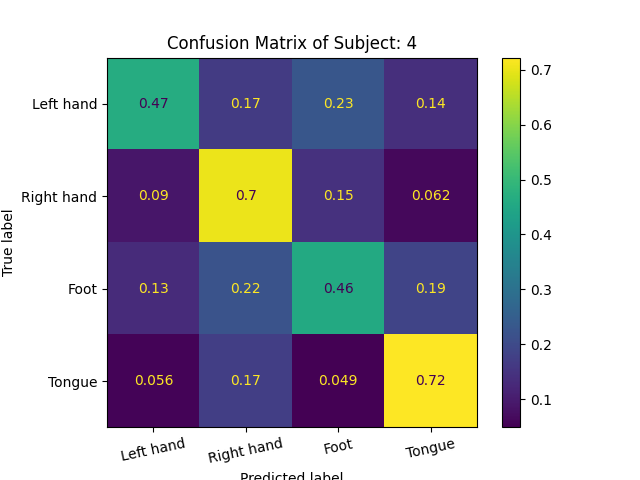 Confusion Matrix of Subject: 4
True label
Left hand 0.47 0.17 0.23 0.14
Right hand 0.09 0.7 0.15 0.062
Foot 0.13 0.22 0.46 0.19
Tongue 0.056 0.17 0.049 0.72
Left hand Right hand Foot Tongue
Predicted label
0.7
0.6
0.5
0.4
0.3
0.2
0.1